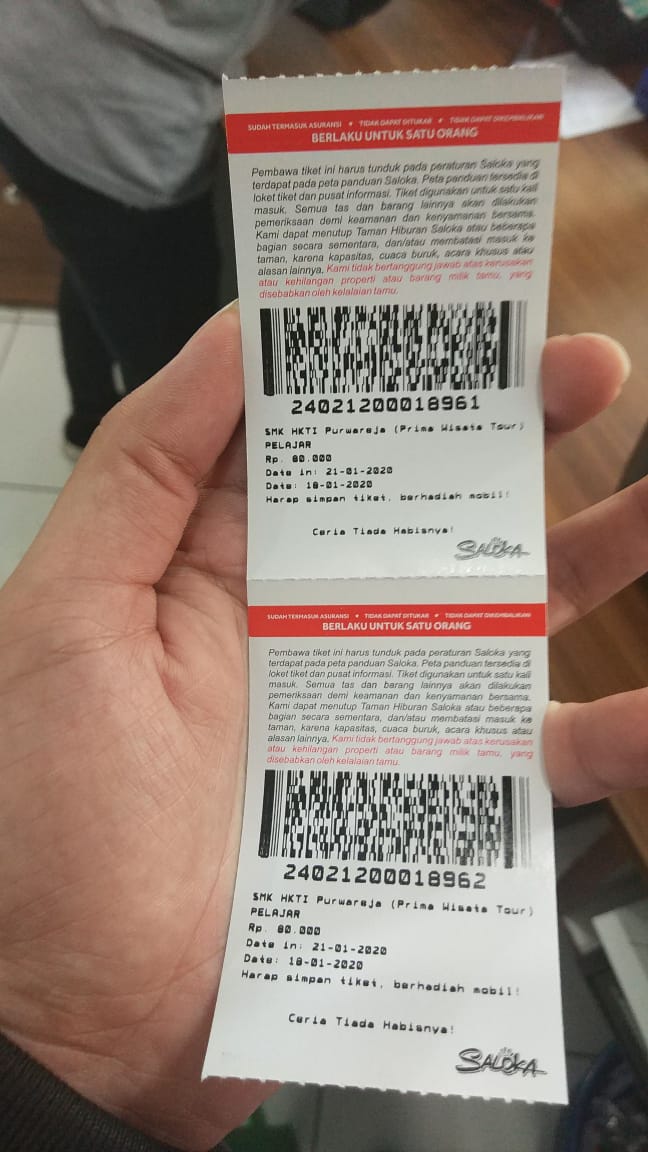 SUDAH TERMASUK ASURANSI • TIDAK DAPAT DITUKAR • TIDAK DAPAT DIKEMBALIKAN
BERLAKU UNTUK SATU ORANG
Pembawa tiket ini harus tunduk pada peraturan Saloka yang
terdapat pada peta panduan Saloka. Peta panduan tersedia di
loket tiket dan pusat informasi. Tiket digunakan untuk satu kali
masuk. Semua tas dan barang lainnya akan dilakukan
pemeriksaan demi keamanan dan kenyamanan bersama.
Kami dapat menutup Taman Hiburan Saloka atau beberapa
bagian secara sementara, dan/atau membatasi masuk ke
taman, karena kapasitas, cuaca buruk, acara khusus atau
alasan lainnya. Kami tidak bertanggung jawab atas kerusakan
atau kehilangan properti atau barang milik tamu, yang
disebabkan oleh kelalaian tamu.
24021200018961
SMK HKTI Purwareja (Prima Wisata Tour)
PELAJAR
Rp. 80.000
Date in: 21-01-2020
Date: 18-01-2020
Harap simpan tiket, berhadiah mobil!
Ceria Tiada Habisnya!
SALOKA
SUDAH TERMASUK ASURANSI • TIDAK DAPAT DITUKAR • TIDAK DAPAT DIKEMBALIKAN
BERLAKU UNTUK SATU ORANG
Pembawa tiket ini harus tunduk pada peraturan Saloka yang
terdapat pada peta panduan Saloka. Peta panduan tersedia di
loket tiket dan pusat informasi. Tiket digunakan untuk satu kali
masuk. Semua tas dan barang lainnya akan dilakukan
pemeriksaan demi keamanan dan kenyamanan bersama.
Kami dapat menutup Taman Hiburan Saloka atau beberapa
bagian secara sementara, dan/atau membatasi masuk ke
taman, karena kapasitas, cuaca buruk, acara khusus atau
alasan lainnya. Kami tidak bertanggung jawab atas kerusakan
atau kehilangan properti atau barang milik tamu, yang
disebabkan oleh kelalaian tamu.
24021200018962
SMK HKTI Purwareja (Prima Wisata Tour)
PELAJAR
Rp. 80.000
Date in: 21-01-2020
Date: 18-01-2020
Harap simpan tiket, berhadiah mobil!
Ceria Tiada Habisnya!
SALOKA